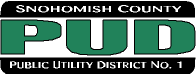 SNOHOMISH COUNTY
PUD
PUBLIC UTILITY DISTRICT NO. 1